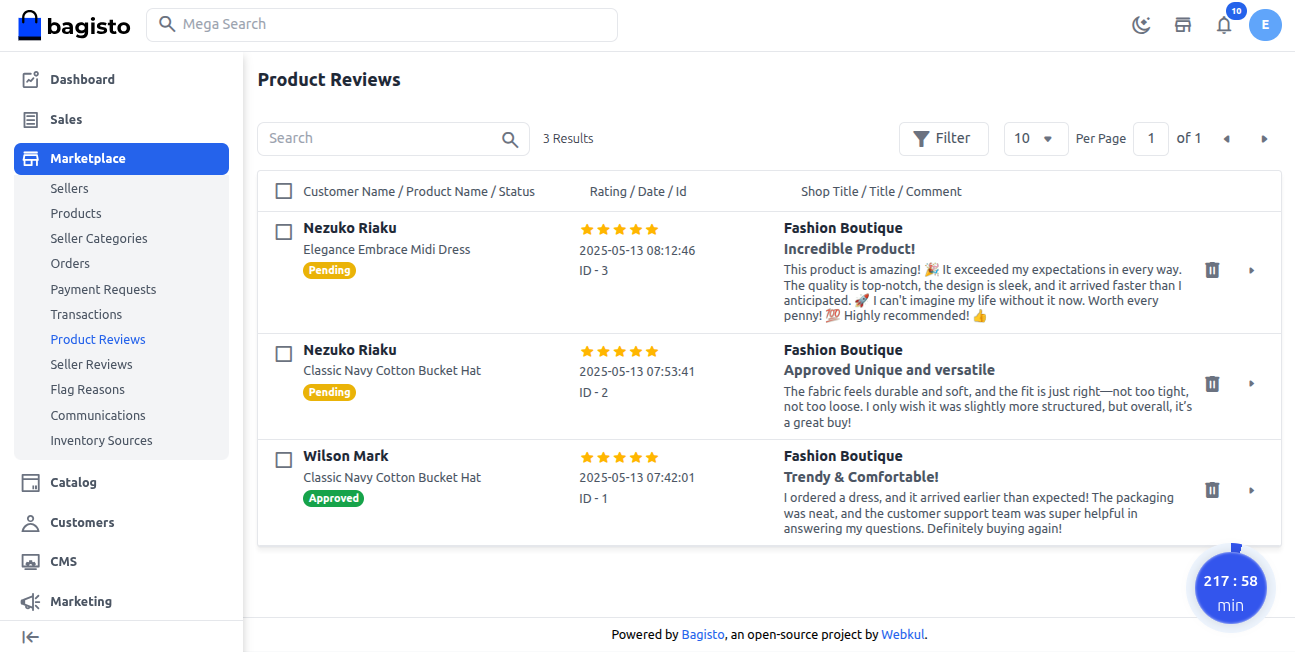 bagisto
Mega Search
10
E
Dashboard
Sales
Marketplace
Sellers
Products
Seller Categories
Orders
Payment Requests
Transactions
Product Reviews
Seller Reviews
Flag Reasons
Communications
Inventory Sources
Catalog
Customers
CMS
Marketing
Product Reviews
Search
3 Results
Filter
10
Per Page
1
of 1
Customer Name / Product Name / Status
Rating / Date / Id
Shop Title / Title / Comment
Nezuko Riaku
Elegance Embrace Midi Dress
Pending
2025-05-13 08:12:46
ID - 3
Fashion Boutique
Incredible Product!
This product is amazing! 🎉 It exceeded my expectations in every way.
The quality is top-notch, the design is sleek, and it arrived faster than I
anticipated. 🚀 I can't imagine my life without it now. Worth every
penny! 💯 Highly recommended! 👍
Nezuko Riaku
Classic Navy Cotton Bucket Hat
Pending
2025-05-13 07:53:41
ID - 2
Fashion Boutique
Approved Unique and versatile
The fabric feels durable and soft, and the fit is just right—not too tight,
not too loose. I only wish it was slightly more structured, but overall, it’s
a great buy!
Wilson Mark
Classic Navy Cotton Bucket Hat
Approved
2025-05-13 07:42:01
ID - 1
Fashion Boutique
Trendy & Comfortable!
I ordered a dress, and it arrived earlier than expected! The packaging
was neat, and the customer support team was super helpful in
answering my questions. Definitely buying again!
217 : 58
min
Powered by Bagisto, an open-source project by Webkul.